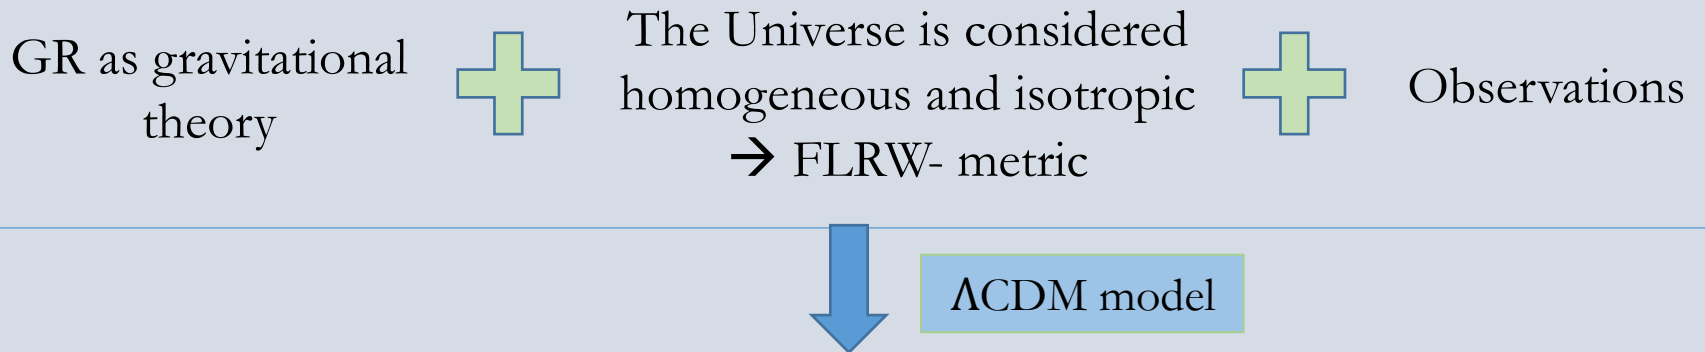 GR as gravitational
theory
The Universe is considered
homogeneous and isotropic
→ FLRW- metric
Observations
ΛCDM model